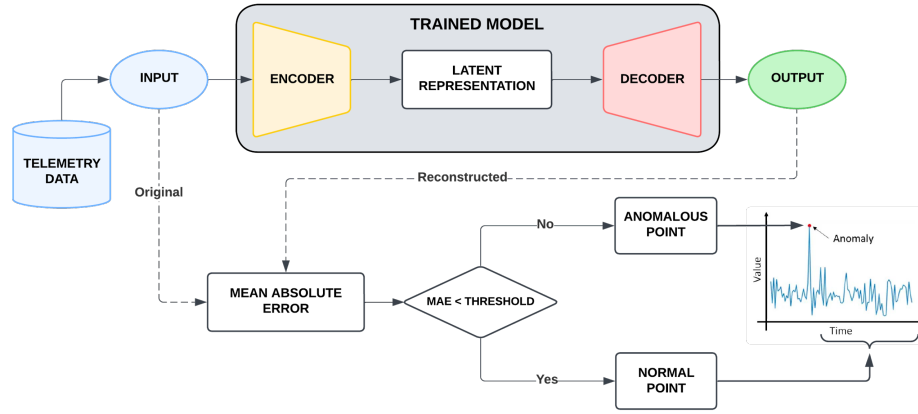 TRAINED MODEL
INPUT
ENCODER
LATENT
REPRESENTATION
DECODER
OUTPUT
TELEMETRY
DATA
Original
Reconstructed
MEAN ABSOLUTE
ERROR
MAE < THRESHOLD
No
ANOMALOUS
POINT
Anomaly
Value
Time
Yes
NORMAL
POINT